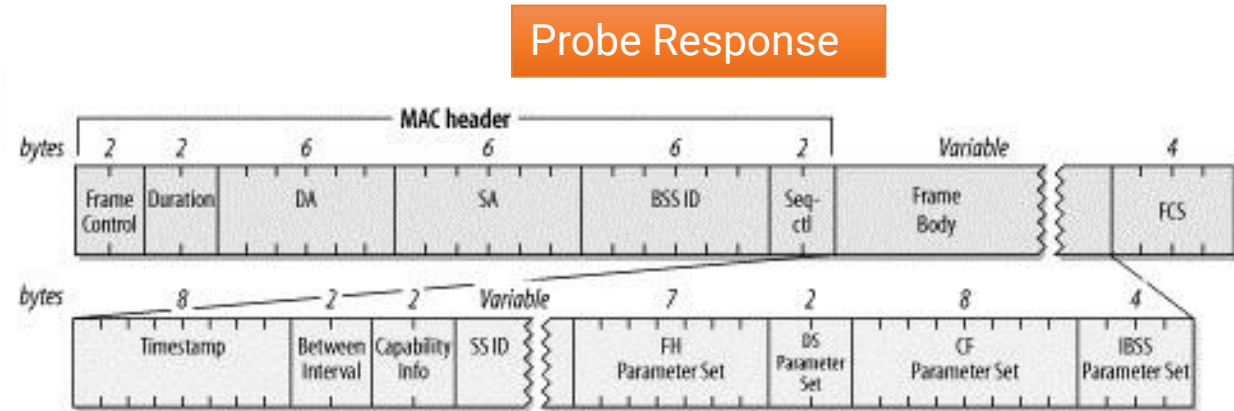 Probe Response
MAC header
bytes 2 2 6 6 6 2 Variable 4
Frame Control Duration DA SA BSS ID Seq-ctl Frame Body FCS
bytes 8 2 2 Variable 7 2 8 4
Timestamp Between Interval Capability Info SS ID FH Parameter Set DS Parameter Set CF Parameter Set IBSS Parameter Set